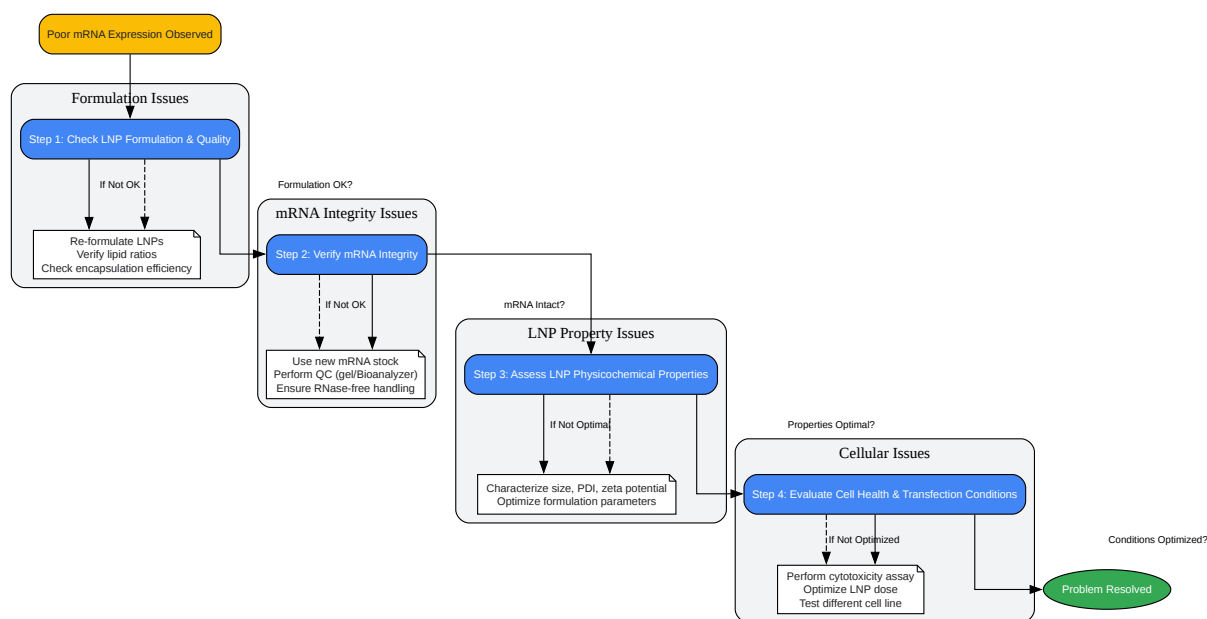 Poor mRNA Expression Observed
Formulation Issues
Step 1: Check LNP Formulation & Quality
If Not OK
Re-formulate LNPs
Verify lipid ratios
Check encapsulation efficiency
Formulation OK?
mRNA Integrity Issues
Step 2: Verify mRNA Integrity
If Not OK
Use new mRNA stock
Perform QC (gel/Bioanalyzer)
Ensure RNase-free handling
mRNA Intact?
LNP Property Issues
Step 3: Assess LNP Physicochemical Properties
If Not Optimal
Characterize size, PDI, zeta potential
Optimize formulation parameters
Properties Optimal?
Cellular Issues
Step 4: Evaluate Cell Health & Transfection Conditions
If Not Optimized
Perform cytotoxicity assay
Optimize LNP dose
Test different cell line
Conditions Optimized?
Problem Resolved